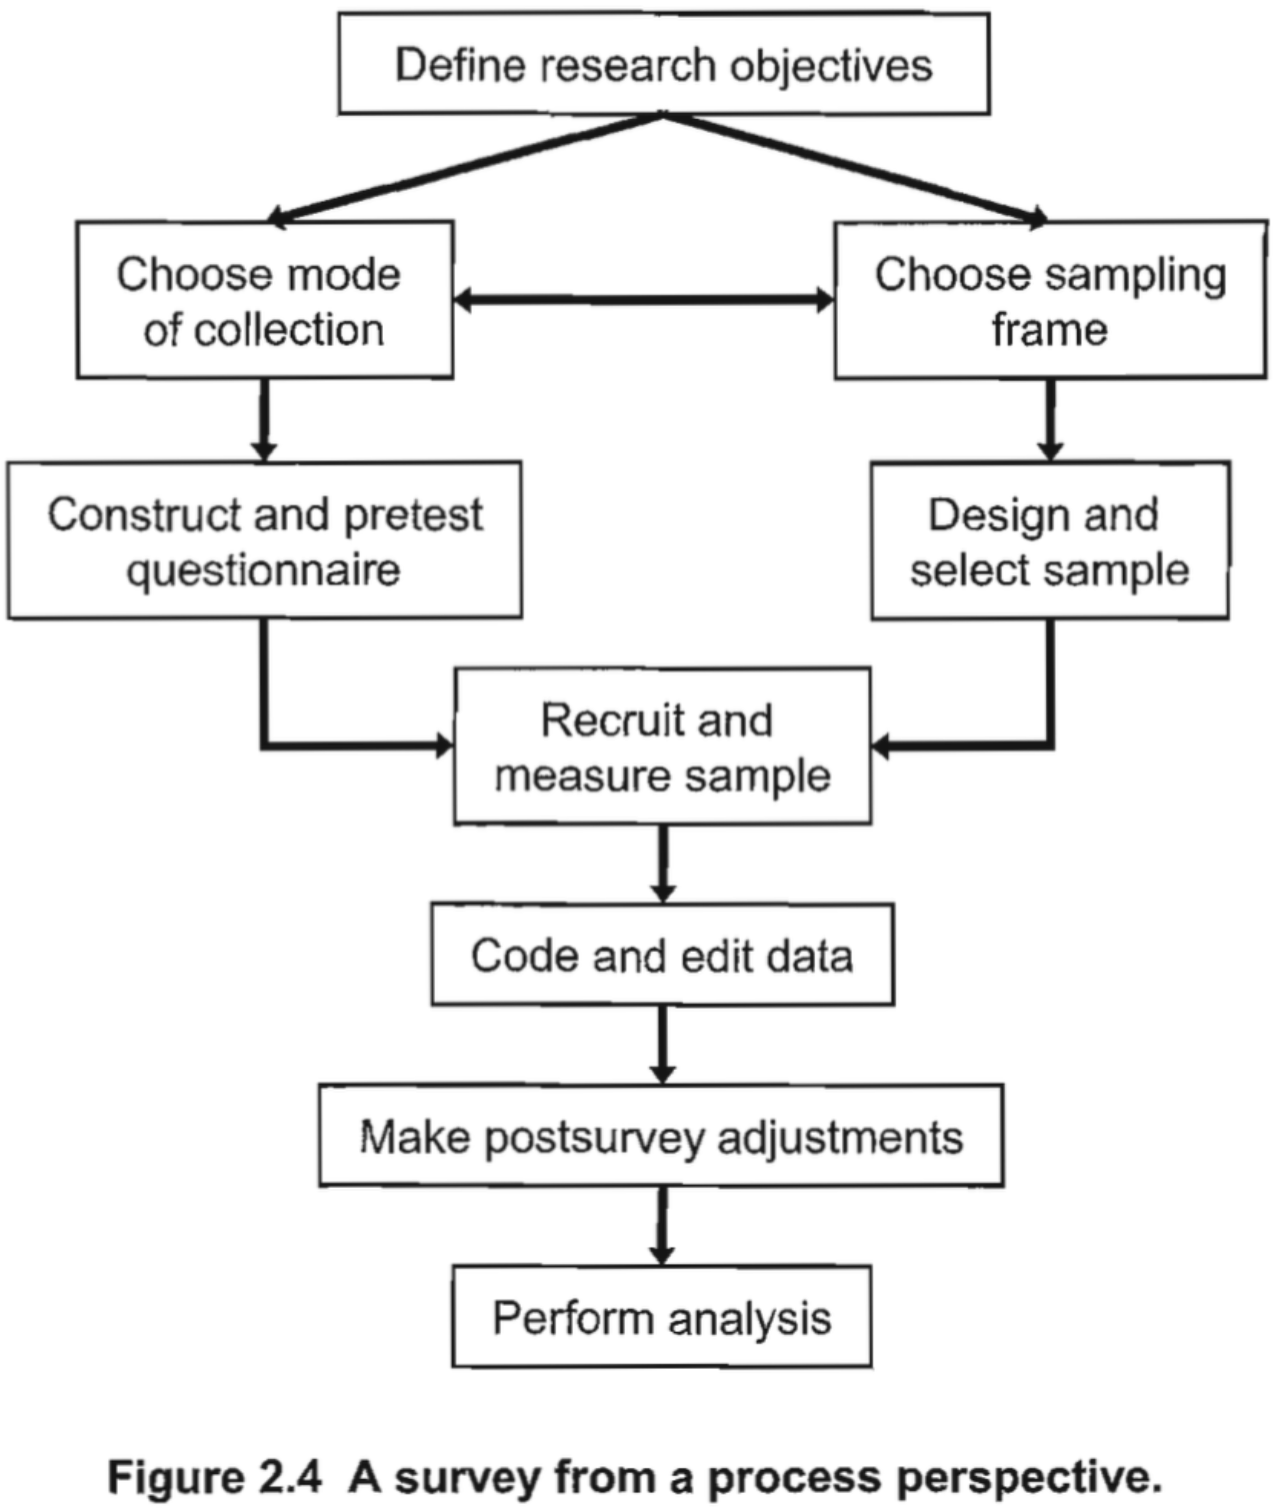 Define research objectives
Choose mode
of collection
Choose sampling
frame
Construct and pretest
questionnaire
Design and
select sample
Recruit and
measure sample
Code and edit data
Make postsurvey adjustments
Perform analysis
Figure 2.4 A survey from a process perspective.